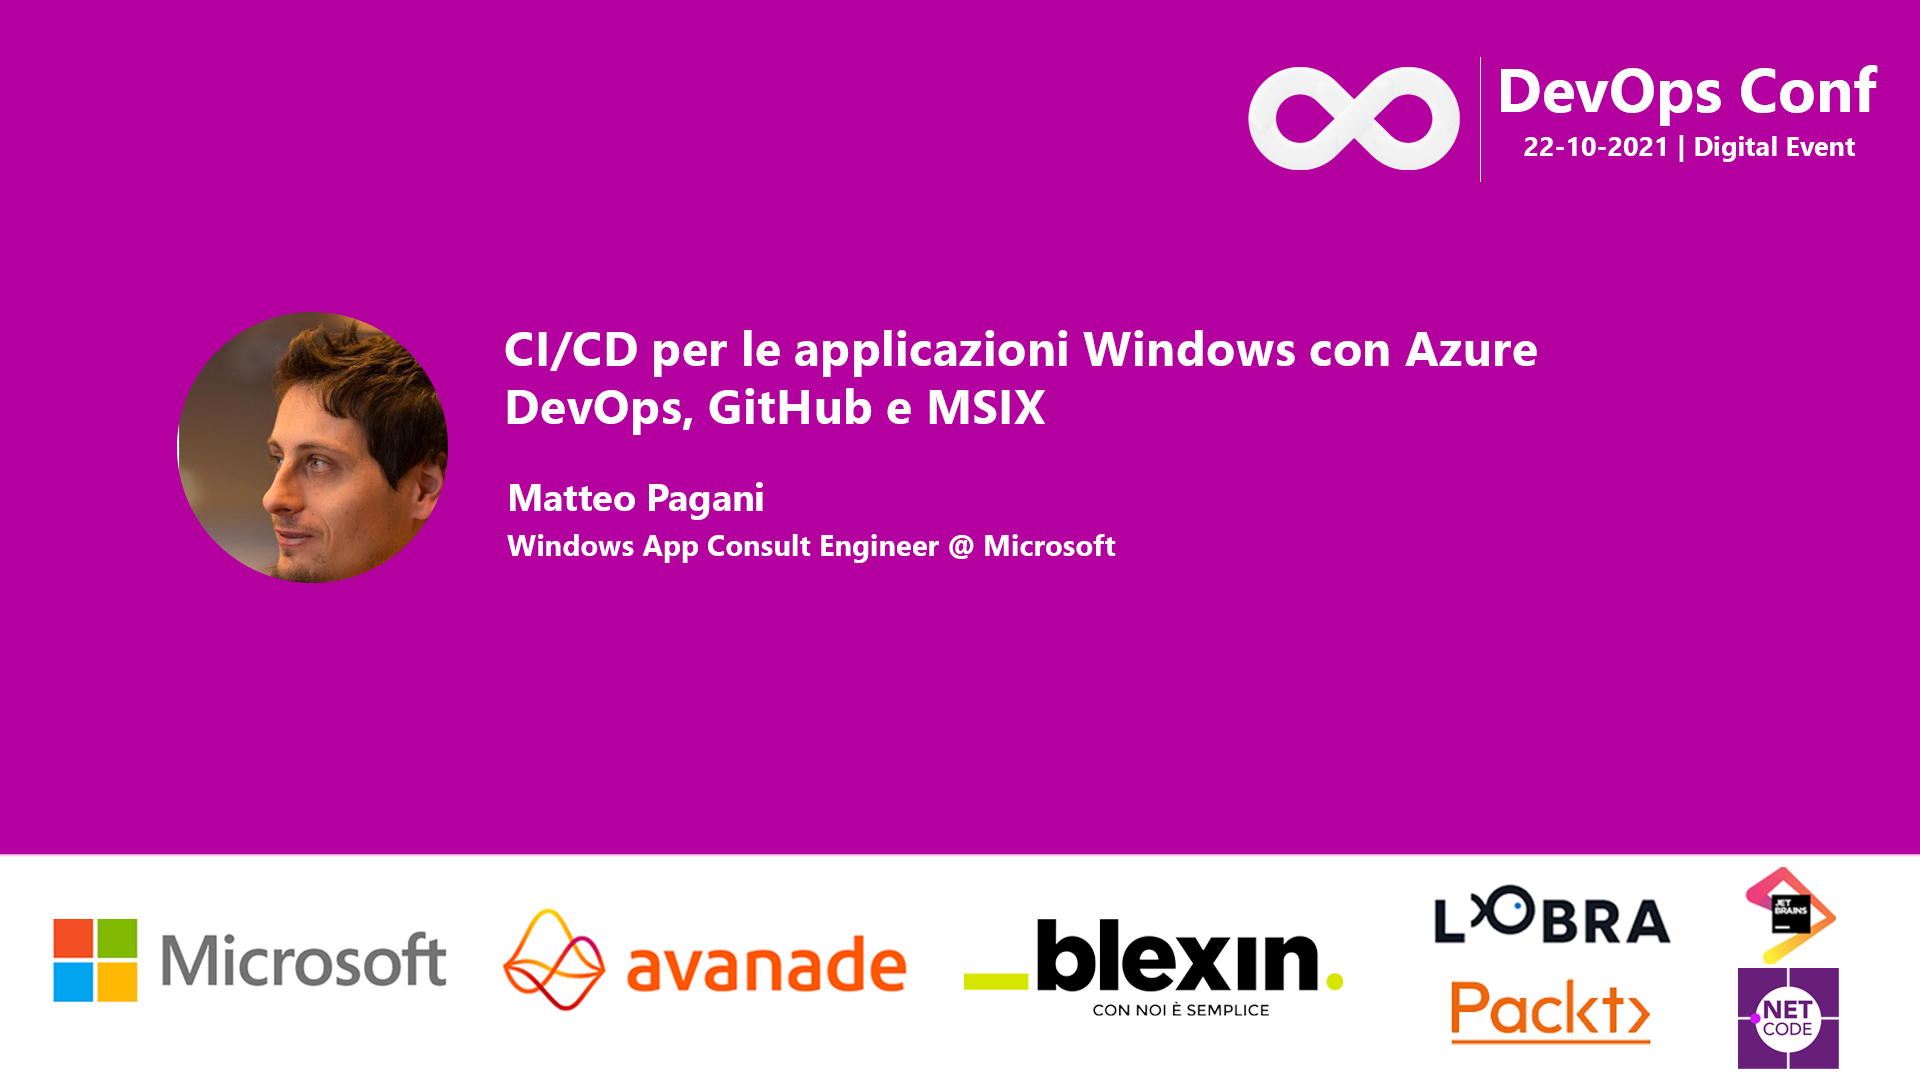 DevOps Conf
22-10-2021 | Digital Event
CI/CD per le applicazioni Windows con Azure
DevOps, GitHub e MSIX
Matteo Pagani
Windows App Consult Engineer @ Microsoft
Microsoft
avanade
blexin.
CON NOI È SEMPLICE
LOBRA
Packt>
JET
BRAINS
NET
CODE